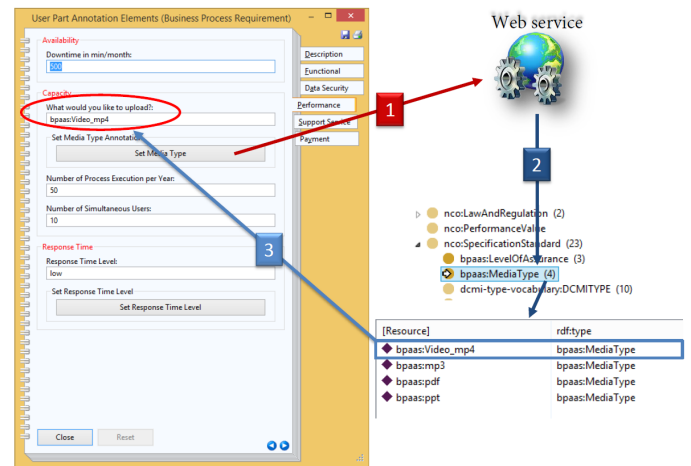 User Part Annotation Elements (Business Process Requirement)
Availability
Downtime in min/month:
500
Capacity
What would you like to upload?:
bpaas:Video_mp4
Set Media Type Annotation
Set Media Type
Number of Process Execution per Year:
50
Number of Simultaneous Users:
10
Response Time
Response Time Level:
low
Set Response Time Level
Set Response Time Level
Close
Reset
Description
Functional
Data Security
Performance
Support Service
Payment
1
Web service
2
3
nco:LawAndRegulation (2)
nco:PerformanceValue
nco:SpecificationStandard (23)
bpaas:LevelOfAssurance (3)
bpaas:MediaType (4)
dcmi-type-vocabulary:DCMITYPE (10)
[Resource] rdf:type
bpaas:Video_mp4 bpaas:MediaType
bpaas:mp3 bpaas:MediaType
bpaas:pdf bpaas:MediaType
bpaas:ppt bpaas:MediaType